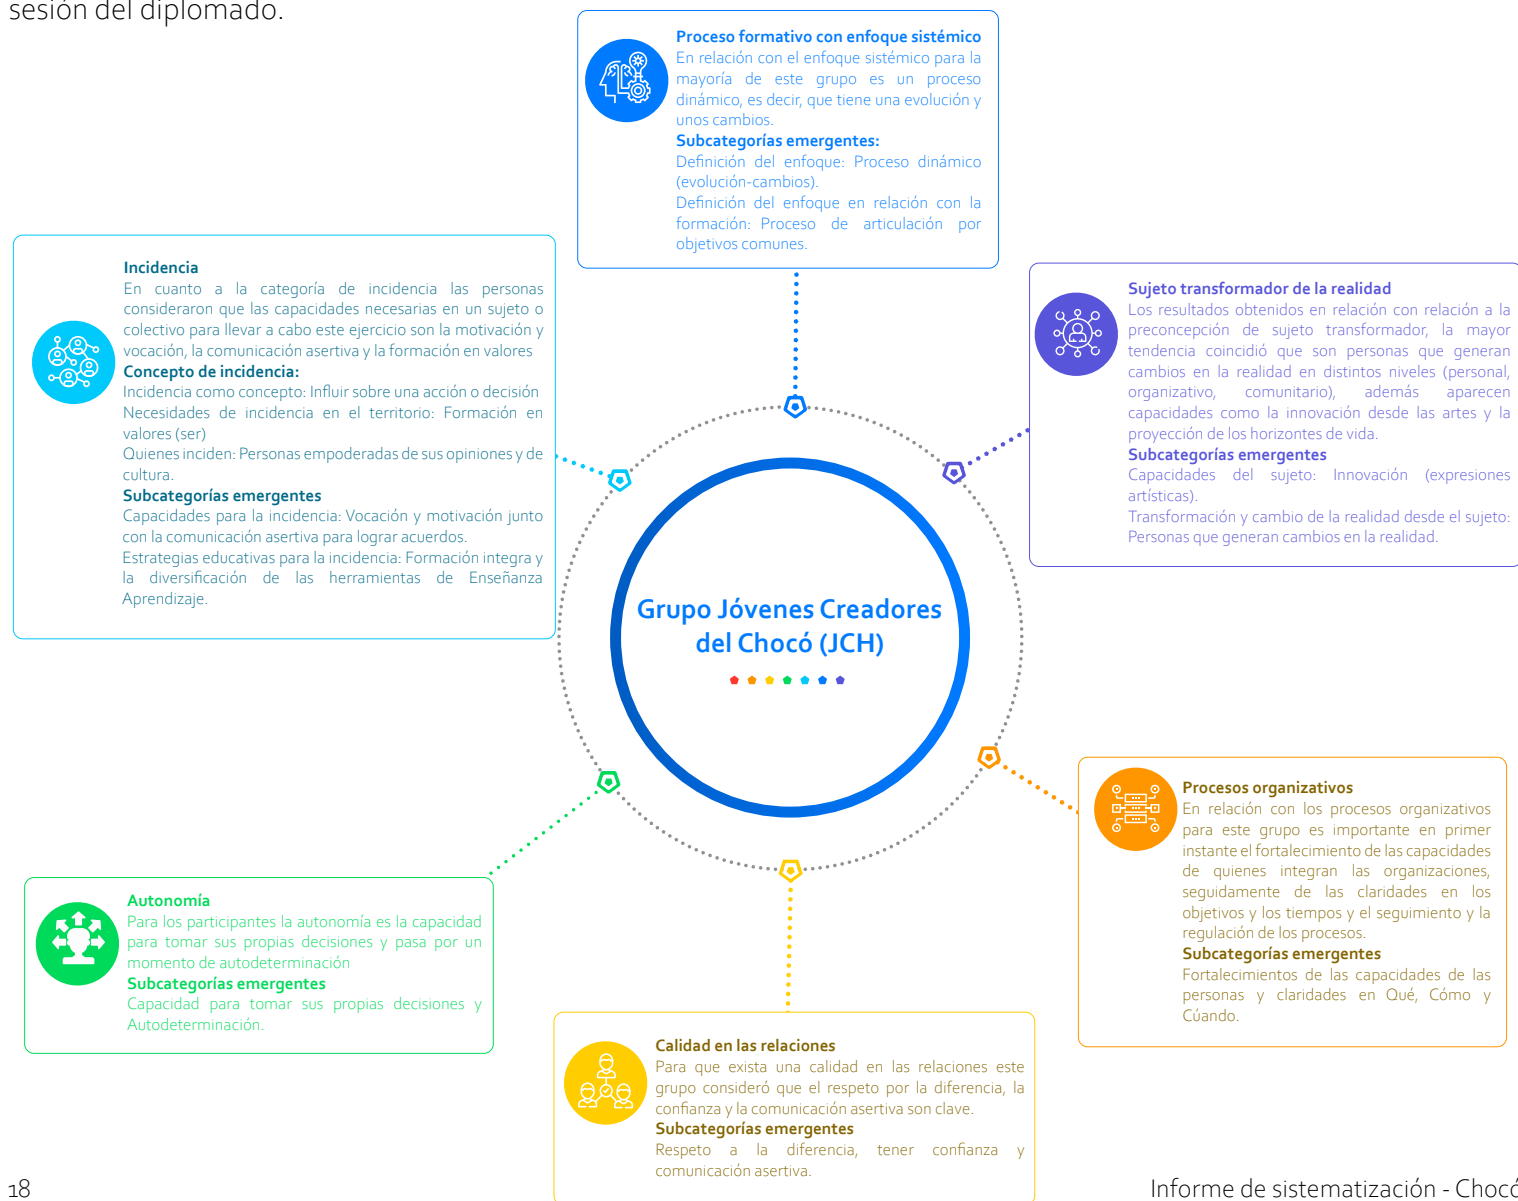 sesión del diplomado.
Proceso formativo con enfoque sistémico
En relación con el enfoque sistémico para la
mayoría de este grupo es un proceso
dinámico, es decir, que tiene una evolución y
unos cambios.
Subcategorías emergentes:
Definición del enfoque: Proceso dinámico
(evolución-cambios).
Definición del enfoque en relación con la
formación: Proceso de articulación por
objetivos comunes.
Incidencia
En cuanto a la categoría de incidencia las personas
consideraron que las capacidades necesarias en un sujeto o
colectivo para llevar a cabo este ejercicio son la motivación y
vocación, la comunicación asertiva y la formación en valores
Concepto de incidencia:
Incidencia como concepto: Influir sobre una acción o decisión
Necesidades de incidencia en el territorio: Formación en
valores (ser)
Quienes inciden: Personas empoderadas de sus opiniones y de
cultura.
Subcategorías emergentes
Capacidades para la incidencia: Vocación y motivación junto
con la comunicación asertiva para lograr acuerdos.
Estrategias educativas para la incidencia: Formación integra y
la diversificación de las herramientas de Enseñanza
Aprendizaje.
Sujeto transformador de la realidad
Los resultados obtenidos en relación con relación a la
preconcepción de sujeto transformador, la mayor
tendencia coincidió que son personas que generan
cambios en la realidad en distintos niveles (personal,
organizativo, comunitario), además aparecen
capacidades como la innovación desde las artes y la
proyección de los horizontes de vida.
Subcategorías emergentes
Capacidades del sujeto: Innovación (expresiones
artísticas).
Transformación y cambio de la realidad desde el sujeto:
Personas que generan cambios en la realidad.
Grupo Jóvenes Creadores
del Chocó (JCH)
Procesos organizativos
En relación con los procesos organizativos
para este grupo es importante en primer
instante el fortalecimiento de las capacidades
de quienes integran las organizaciones,
seguidamente de las claridades en los
objetivos y los tiempos y el seguimiento y la
regulación de los procesos.
Subcategorías emergentes
Fortalecimientos de las capacidades de las
personas y claridades en Qué, Cómo y
Cúando.
Autonomía
Para los participantes la autonomía es la capacidad
para tomar sus propias decisiones y pasa por un
momento de autodeterminación
Subcategorías emergentes
Capacidad para tomar sus propias decisiones y
Autodeterminación.
Calidad en las relaciones
Para que exista una calidad en las relaciones este
grupo consideró que el respeto por la diferencia, la
confianza y la comunicación asertiva son clave.
Subcategorías emergentes
Respeto a la diferencia, tener confianza y
comunicación asertiva.
18
Informe de sistematización - Chocó